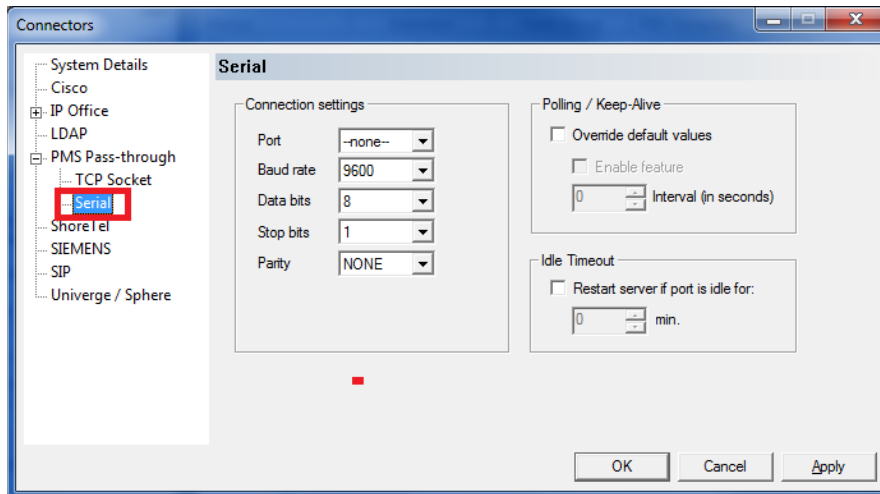 Connectors
System Details
Cisco
IP Office
LDAP
PMS Pass-through
TCP Socket
Serial
ShoreTel
SIEMENS
SIP
Univerge / Sphere
Serial
Connection settings
Port --none--
Baud rate 9600
Data bits 8
Stop bits 1
Parity NONE
Polling / Keep-Alive
Override default values
Enable feature
0 Interval (in seconds)
Idle Timeout
Restart server if port is idle for:
0 min.
OK Cancel Apply